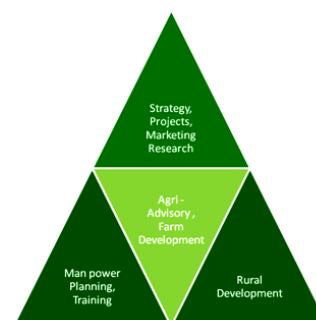 Strategy,
Projects,
Marketing
Research
Agri -
Advisory ,
Farm
Development
Man power
Planning,
Training
Rural
Development